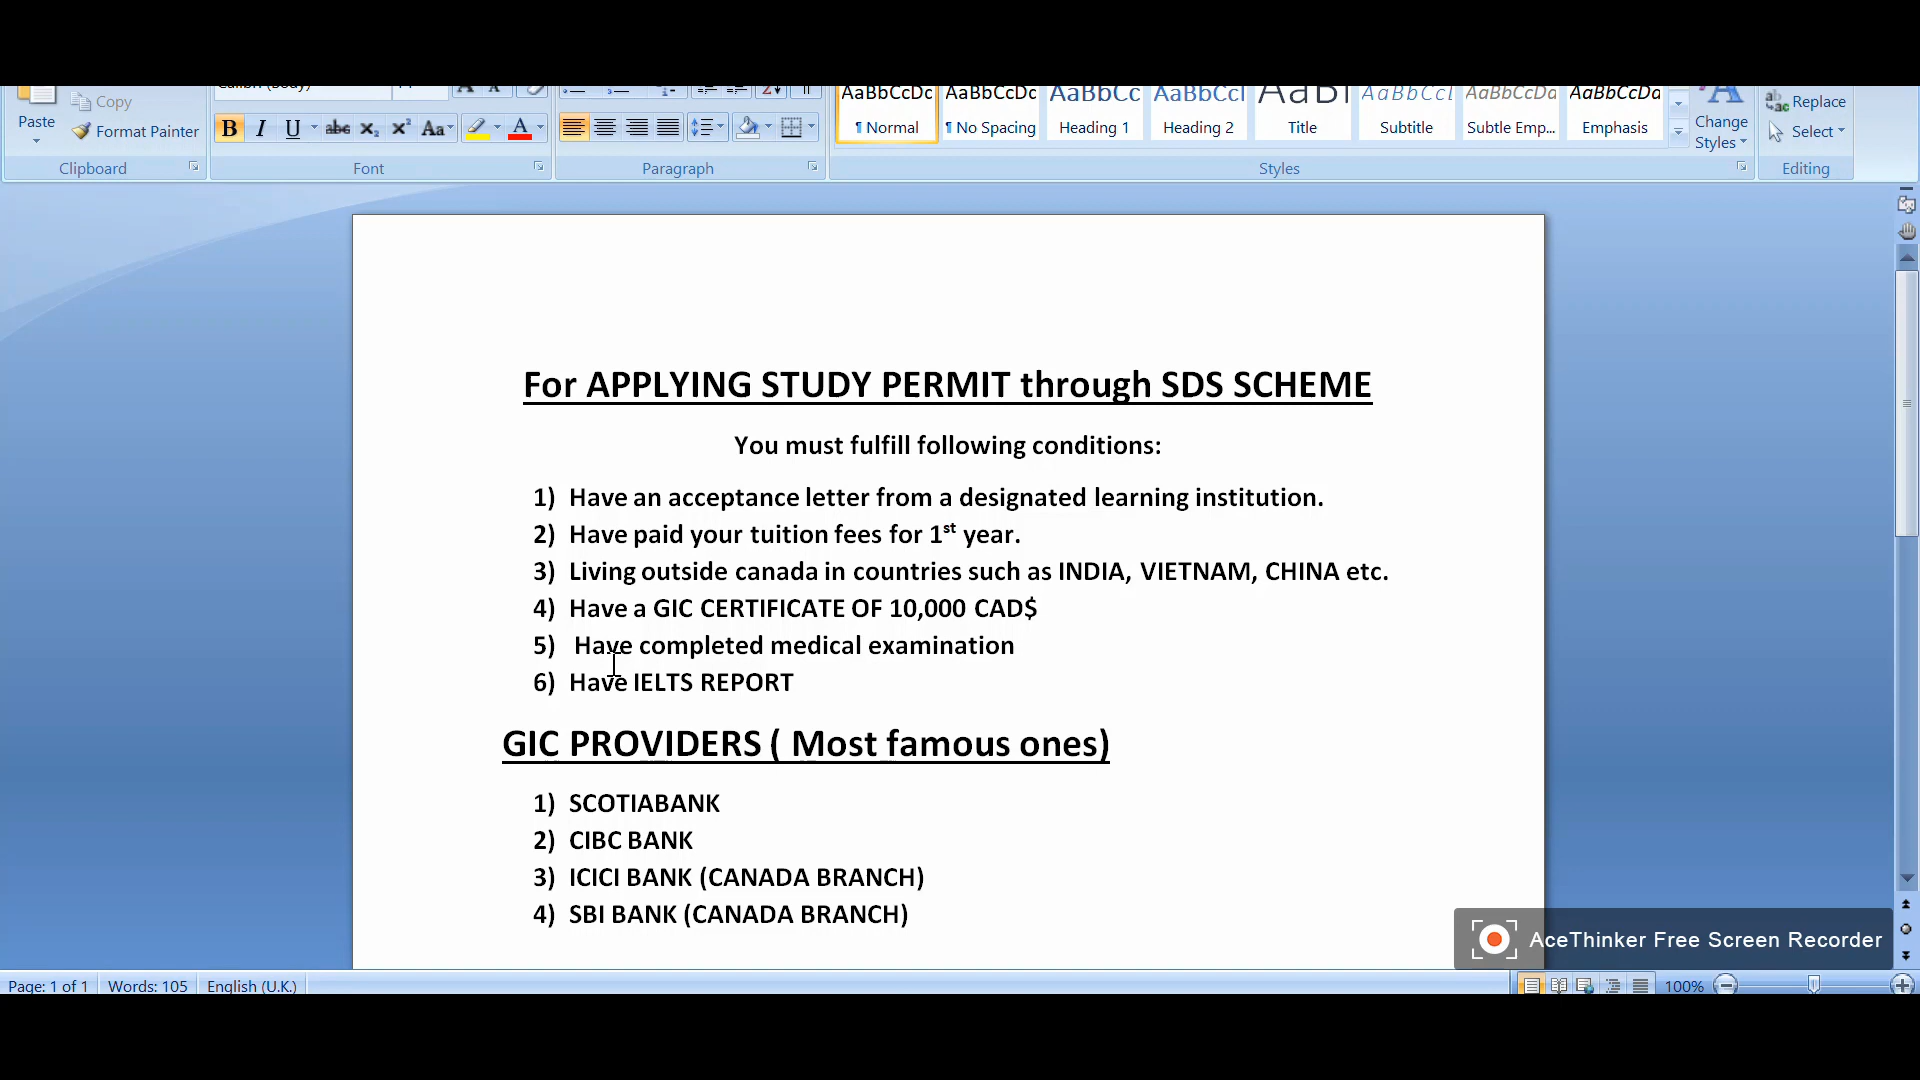 Copy
Paste
Format Painter
Clipboard
B I U abc X₂ X² Aa A
Font
Paragraph
AaBbCcDc AaBbCcDc AaBbCc AaBbCcI AaBbCcL AaBbCcDa AaBbCcDa
¶ Normal ¶ No Spacing Heading 1 Heading 2 Title Subtitle Subtle Emp... Emphasis
Change
Styles
Styles
Replace
Select
Editing
For APPLYING STUDY PERMIT through SDS SCHEME
You must fulfill following conditions:
1) Have an acceptance letter from a designated learning institution.
2) Have paid your tuition fees for 1st year.
3) Living outside canada in countries such as INDIA, VIETNAM, CHINA etc.
4) Have a GIC CERTIFICATE OF 10,000 CAD$
5) Have completed medical examination
6) Have IELTS REPORT
GIC PROVIDERS ( Most famous ones)
1) SCOTIABANK
2) CIBC BANK
3) ICICI BANK (CANADA BRANCH)
4) SBI BANK (CANADA BRANCH)
AceThinker Free Screen Recorder
Page: 1 of 1 Words: 105 English (U.K.) 100%